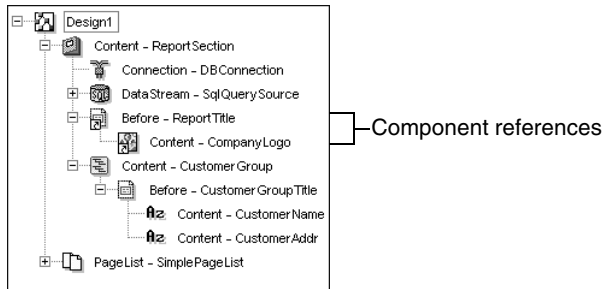 Design1
Content – ReportSection
Connection – DBConnection
DataStream – SqlQuerySource
Before – ReportTitle
Content – CompanyLogo
Component references
Content – CustomerGroup
Before – CustomerGroupTitle
Content – CustomerName
Content – CustomerAddr
PageList – SimplePageList